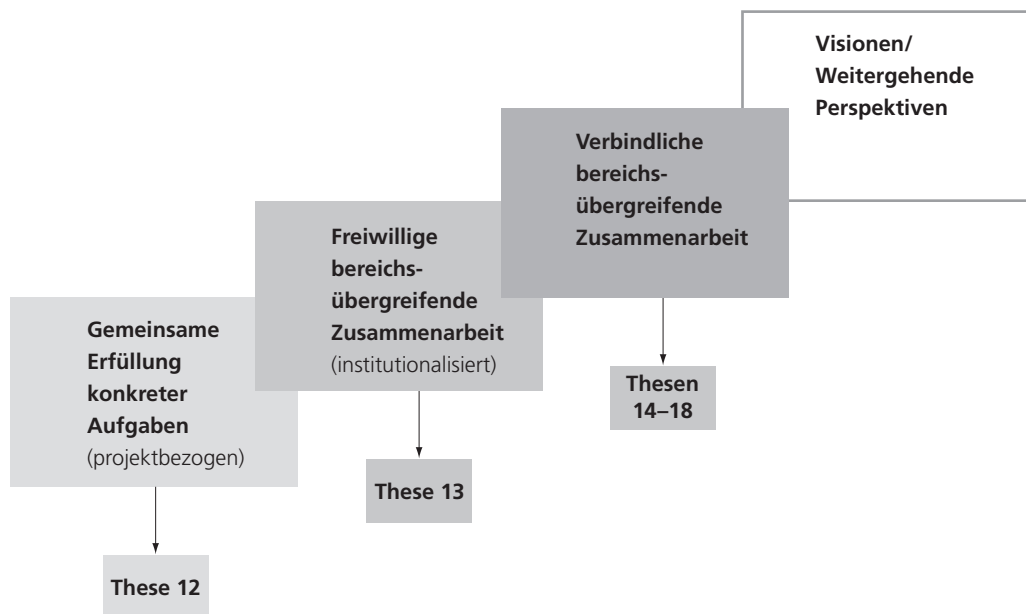 Visionen/
Weitergehende
Perspektiven
Verbindliche
bereichs-
übergreifende
Zusammenarbeit
Freiwillige
bereichs-
übergreifende
Zusammenarbeit
(institutionalisiert)
Gemeinsame
Erfüllung
konkreter
Aufgaben
(projektbezogen)
Thesen
14–18
These 13
These 12